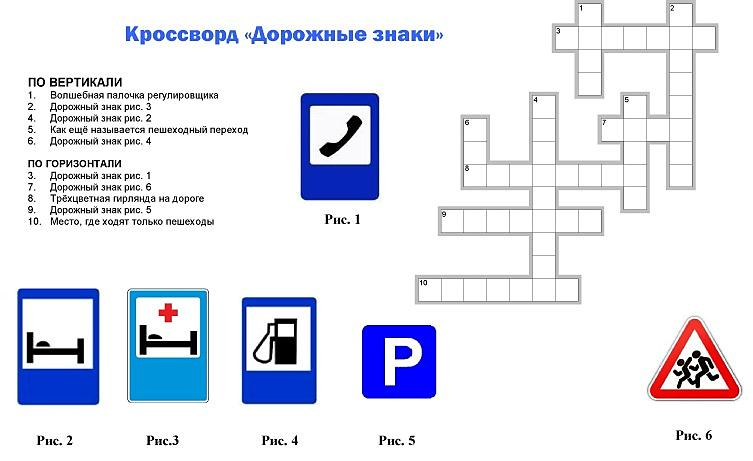 Кроссворд «Дорожные знаки»
ПО ВЕРТИКАЛИ
1. Волшебная палочка регулировщика
2. Дорожный знак рис. 3
4. Дорожный знак рис. 2
5. Как ещё называется пешеходный переход
6. Дорожный знак рис. 4
ПО ГОРИЗОНТАЛИ
3. Дорожный знак рис. 1
7. Дорожный знак рис. 6
8. Трёхцветная гирлянда на дороге
9. Дорожный знак рис. 5
10. Место, где ходят только пешеходы
1 2
3
4 5
6 7
8
9
10
Рис. 1
P
Рис. 2 Рис.3 Рис. 4 Рис. 5 Рис. 6